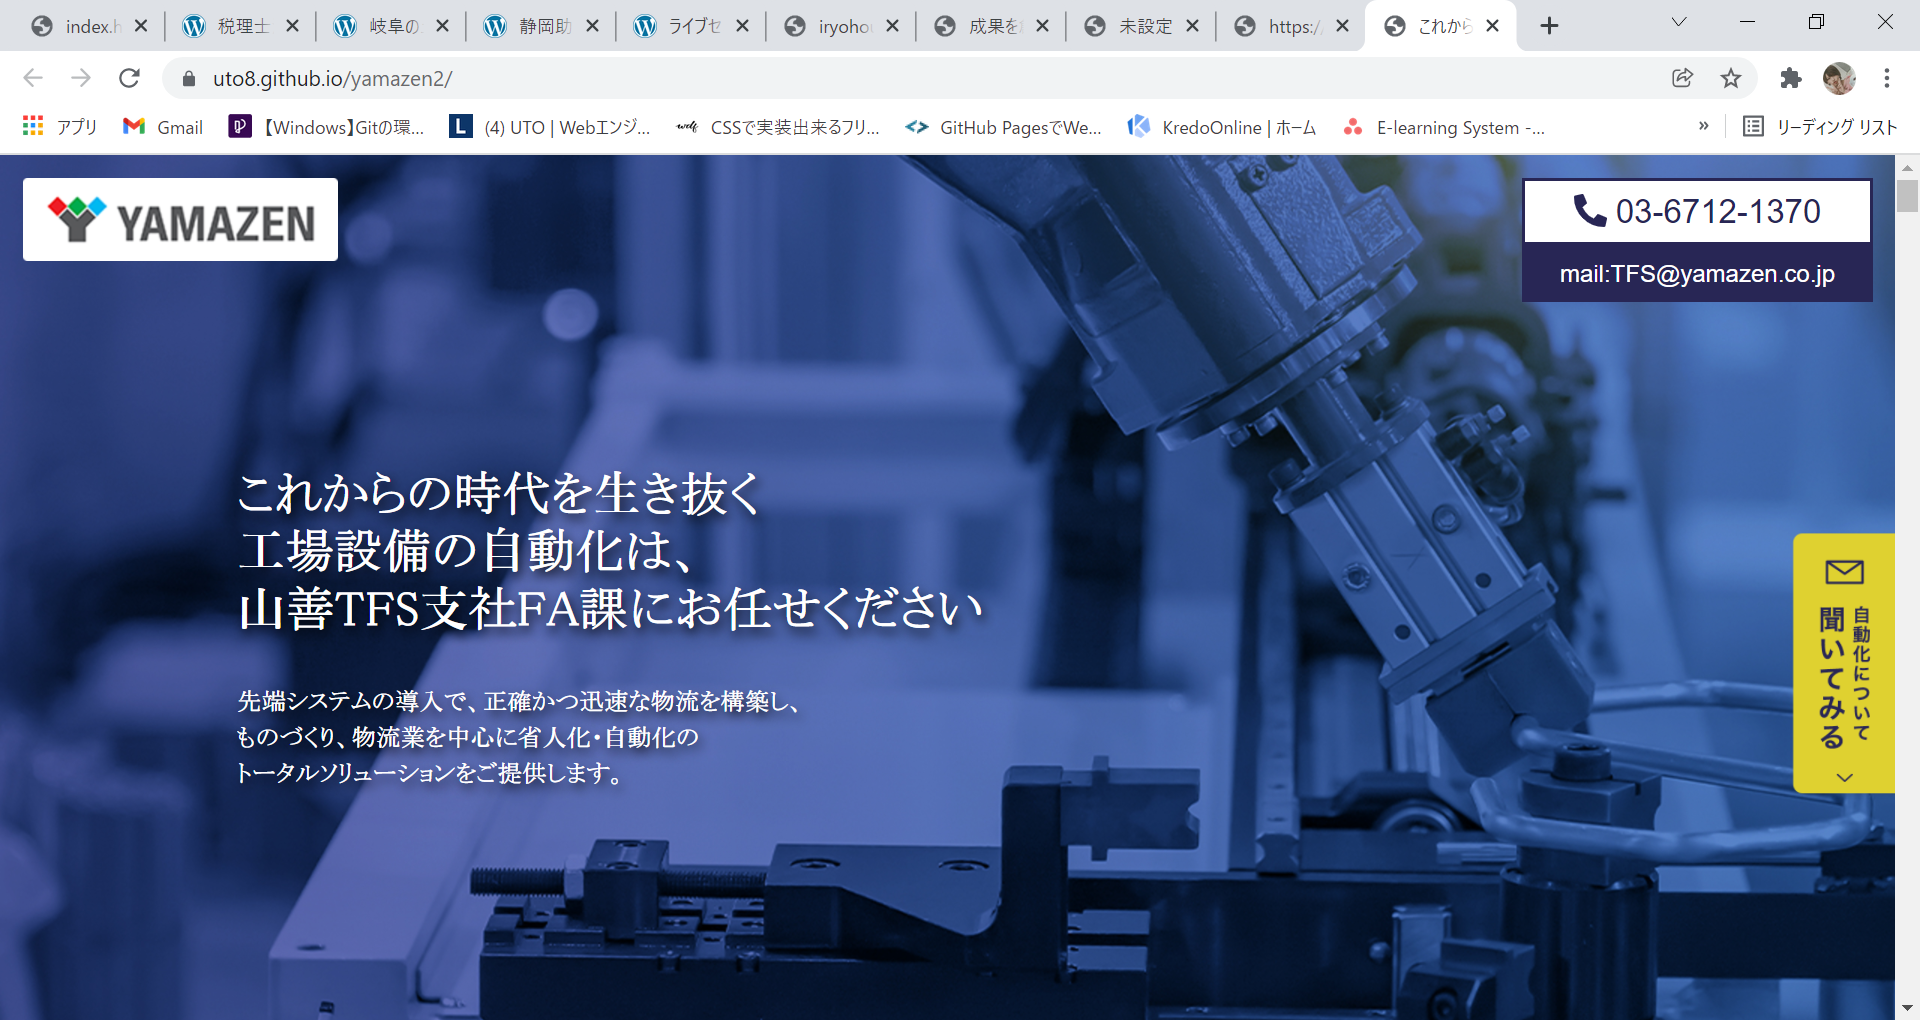 index.h
税理士
岐阜の
静岡助
ライブセ
iryohou
成果を
未設定
https:/
これから
uto8.github.io/yamazen2/
アプリ
Gmail
【Windows】Gitの環...
(4) UTO | Webエンジ...
CSSで実装出来るフリ...
GitHub PagesでWe...
KredoOnline | ホーム
E-learning System -...
»
リーディング リスト
YAMAZEN
03-6712-1370
mail:TFS@yamazen.co.jp
これからの時代を生き抜く
工場設備の自動化は、
山善TFS支社FA課にお任せください
先端システムの導入で、正確かつ迅速な物流を構築し、
ものづくり、物流業を中心に省人化・自動化の
トータルソリューションをご提供します。
自動化について
聞いてみる